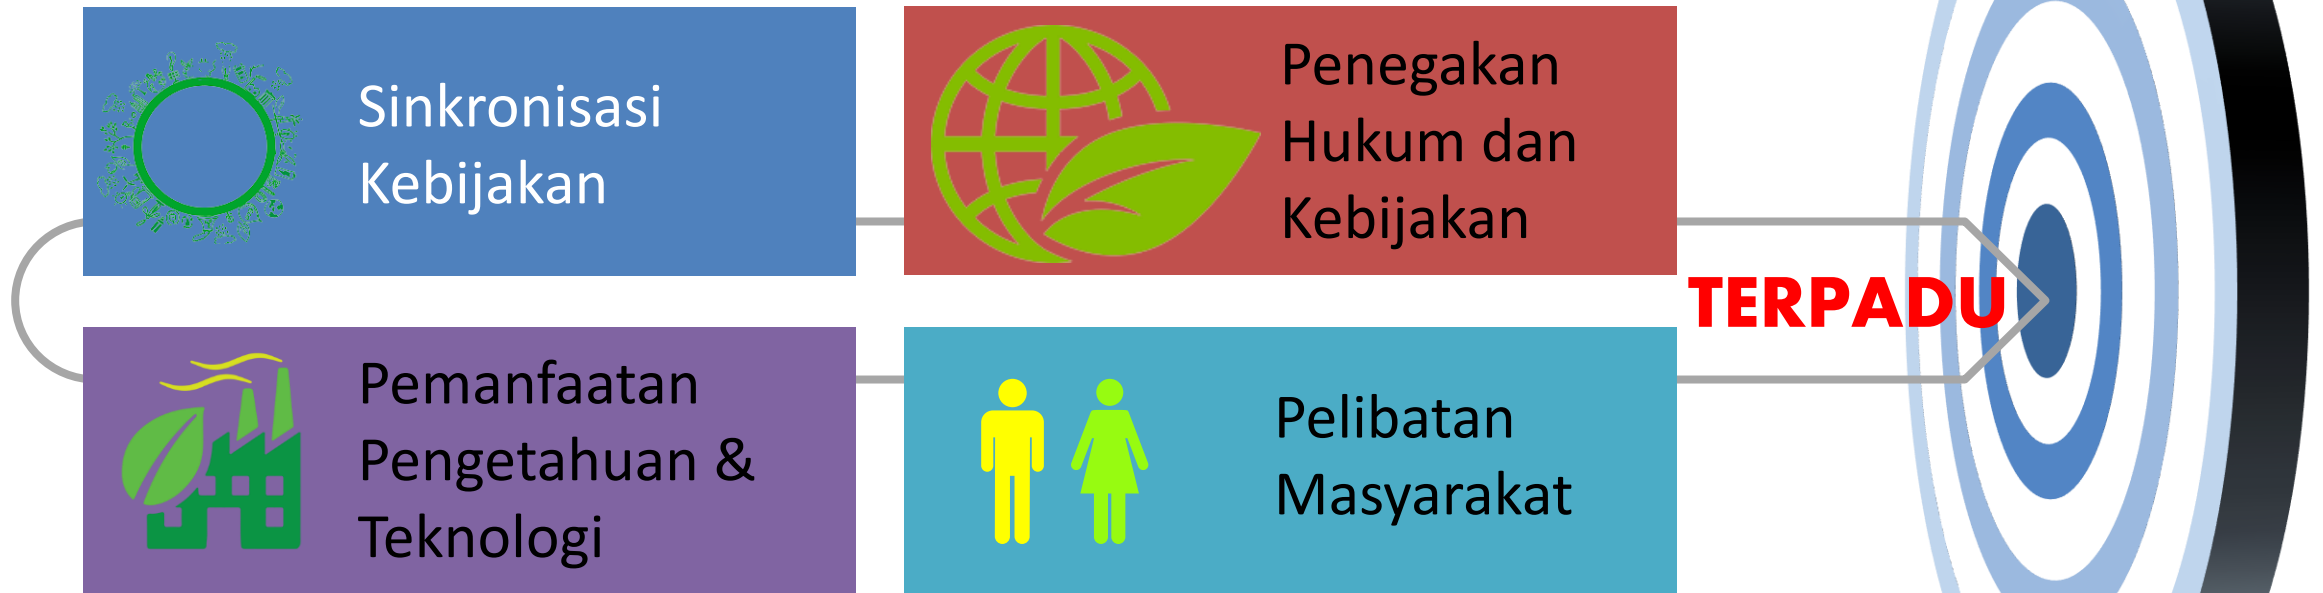 Sinkronisasi
Kebijakan
Penegakan
Hukum dan
Kebijakan
TERPADU
Pemanfaatan
Pengetahuan &
Teknologi
Pelibatan
Masyarakat